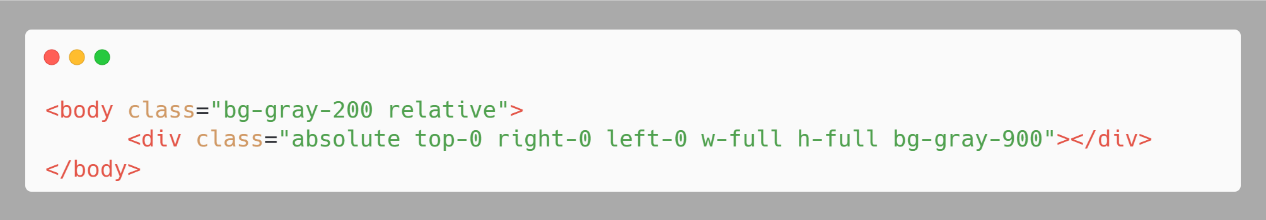 <body class="bg-gray-200 relative">
      <div class="absolute top-0 right-0 left-0 w-full h-full bg-gray-900"></div>
</body>